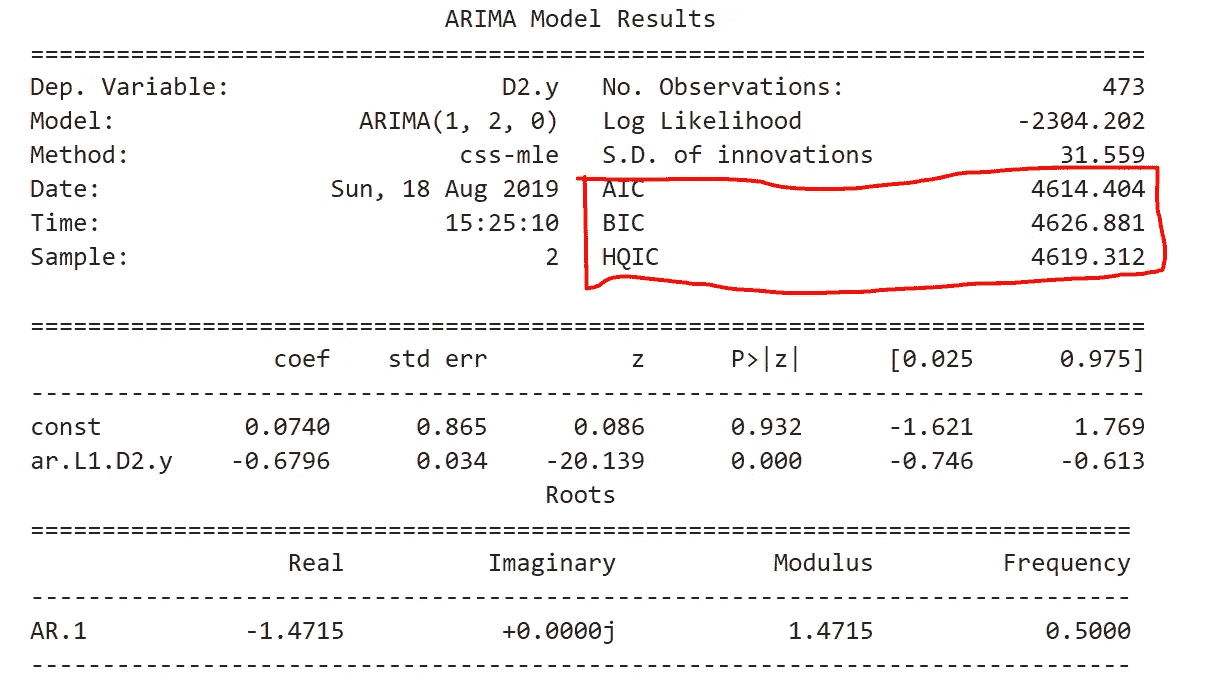 ARIMA Model Results
==============================================================================
Dep. Variable: D2.y No. Observations: 473
Model: ARIMA(1, 2, 0) Log Likelihood -2304.202
Method: css-mle S.D. of innovations 31.559
Date: Sun, 18 Aug 2019 AIC 4614.404
Time: 15:25:10 BIC 4626.881
Sample: 2 HQIC 4619.312
==============================================================================
coef std err z P>|z| [0.025 0.975]
------------------------------------------------------------------------------
const 0.0740 0.865 0.086 0.932 -1.621 1.769
ar.L1.D2.y -0.6796 0.034 -20.139 0.000 -0.746 -0.613
Roots
=============================================================================
Real Imaginary Modulus Frequency
-----------------------------------------------------------------------------
AR.1 -1.4715 +0.0000j 1.4715 0.5000
-----------------------------------------------------------------------------